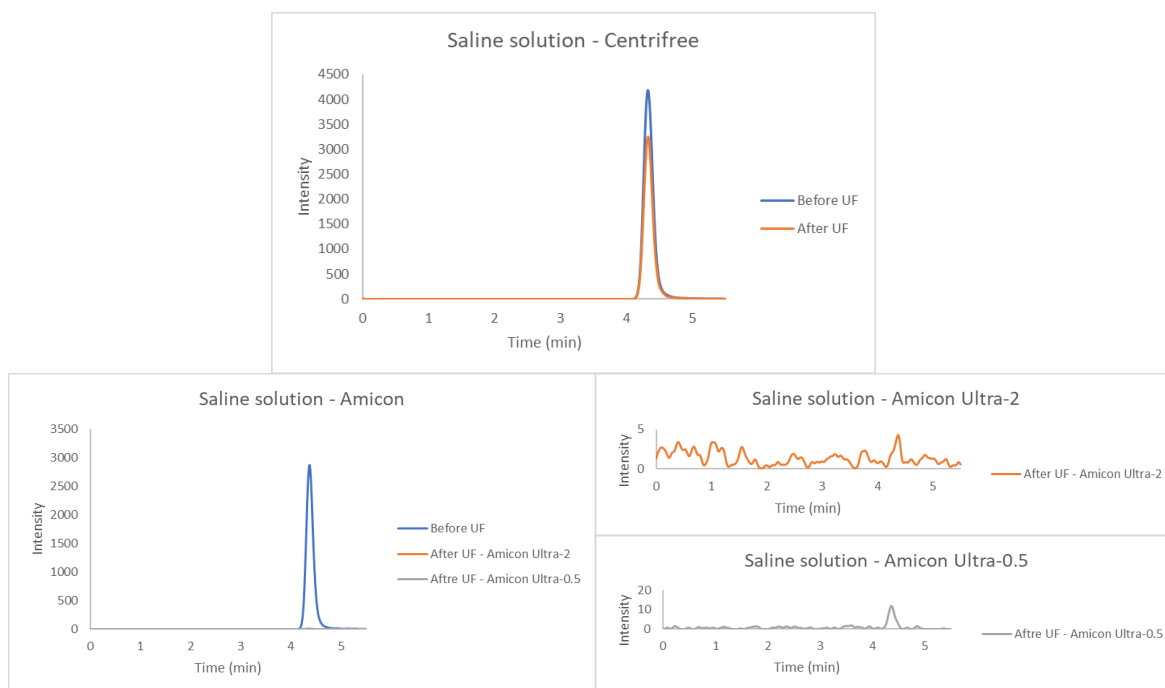 Saline solution - Centrifree
4500
4000
3500
3000
2500
2000
1500
1000
500
0
Intensity
0 1 2 3 4 5
Time (min)
Before UF
After UF
Saline solution - Amicon
3500
3000
2500
2000
1500
1000
500
0
Intensity
0 1 2 3 4 5
Time (min)
Before UF
After UF - Amicon Ultra-2
Aftre UF - Amicon Ultra-0.5
Saline solution - Amicon Ultra-2
5
0
Intensity
0 1 2 3 4 5
Time (min)
After UF - Amicon Ultra-2
Saline solution - Amicon Ultra-0.5
20
10
0
Intensity
0 1 2 3 4 5
Time (min)
Aftre UF - Amicon Ultra-0.5